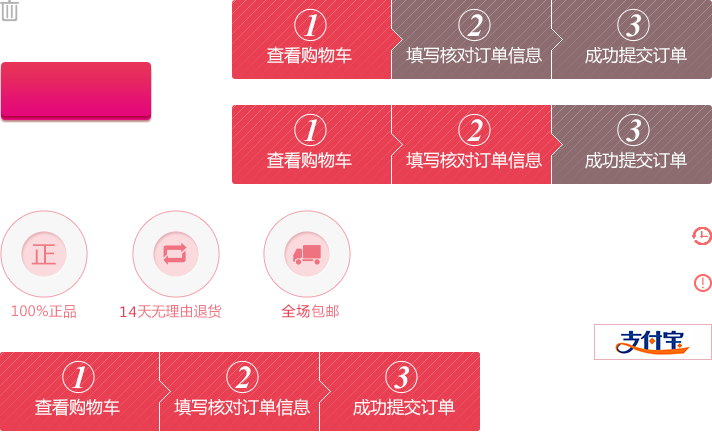 1 2 3
查看购物车 填写核对订单信息 成功提交订单
1 2 3
查看购物车 填写核对订单信息 成功提交订单
正
100%正品 14天无理由退货 全场包邮
支付宝
1 2 3
查看购物车 填写核对订单信息 成功提交订单